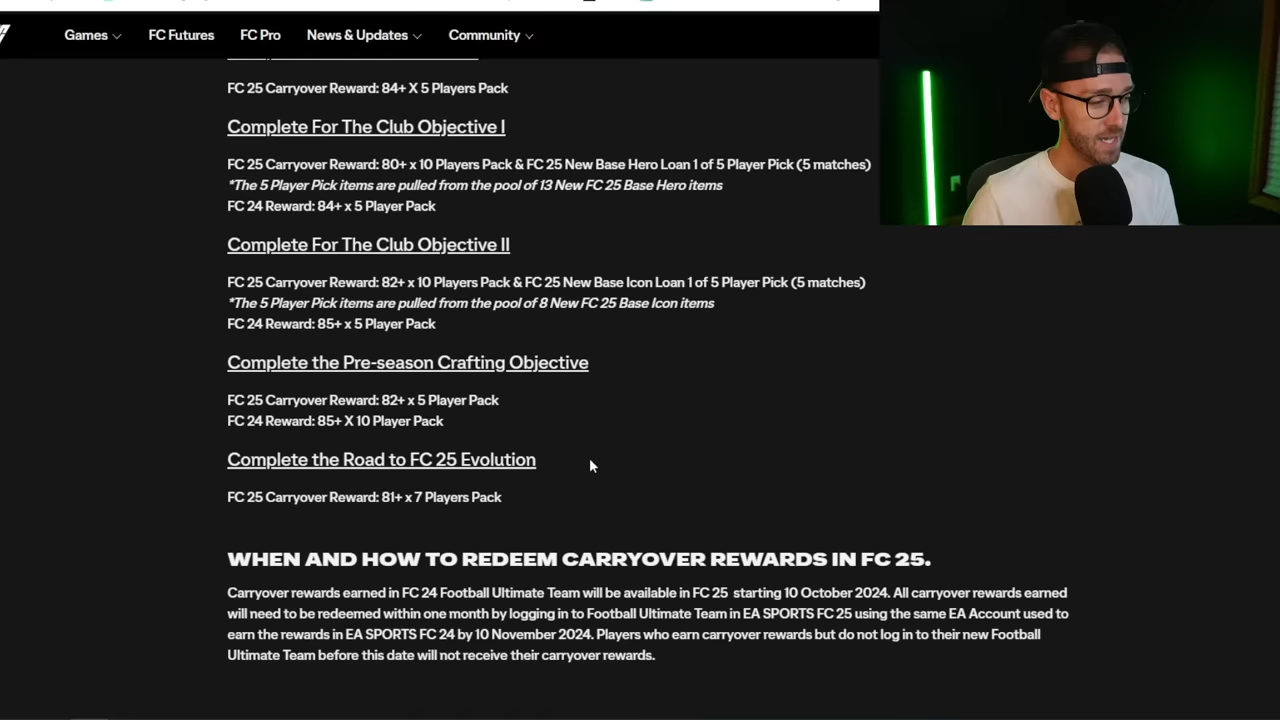 Games
FC Futures
FC Pro
News & Updates
Community
FC 25 Carryover Reward: 84+ X 5 Players Pack
Complete For The Club Objective I
FC 25 Carryover Reward: 80+ x 10 Players Pack & FC 25 New Base Hero Loan 1 of 5 Player Pick (5 matches)
*The 5 Player Pick items are pulled from the pool of 13 New FC 25 Base Hero items
FC 24 Reward: 84+ x 5 Player Pack
Complete For The Club Objective II
FC 25 Carryover Reward: 82+ x 10 Players Pack & FC 25 New Base Icon Loan 1 of 5 Player Pick (5 matches)
*The 5 Player Pick items are pulled from the pool of 8 New FC 25 Base Icon items
FC 24 Reward: 85+ x 5 Player Pack
Complete the Pre-season Crafting Objective
FC 25 Carryover Reward: 82+ x 5 Player Pack
FC 24 Reward: 85+ X 10 Player Pack
Complete the Road to FC 25 Evolution
FC 25 Carryover Reward: 81+ x 7 Players Pack
WHEN AND HOW TO REDEEM CARRYOVER REWARDS IN FC 25.
Carryover rewards earned in FC 24 Football Ultimate Team will be available in FC 25 starting 10 October 2024. All carryover rewards earned
will need to be redeemed within one month by logging in to Football Ultimate Team in EA SPORTS FC 25 using the same EA Account used to
earn the rewards in EA SPORTS FC 24 by 10 November 2024. Players who earn carryover rewards but do not log in to their new Football
Ultimate Team before this date will not receive their carryover rewards.